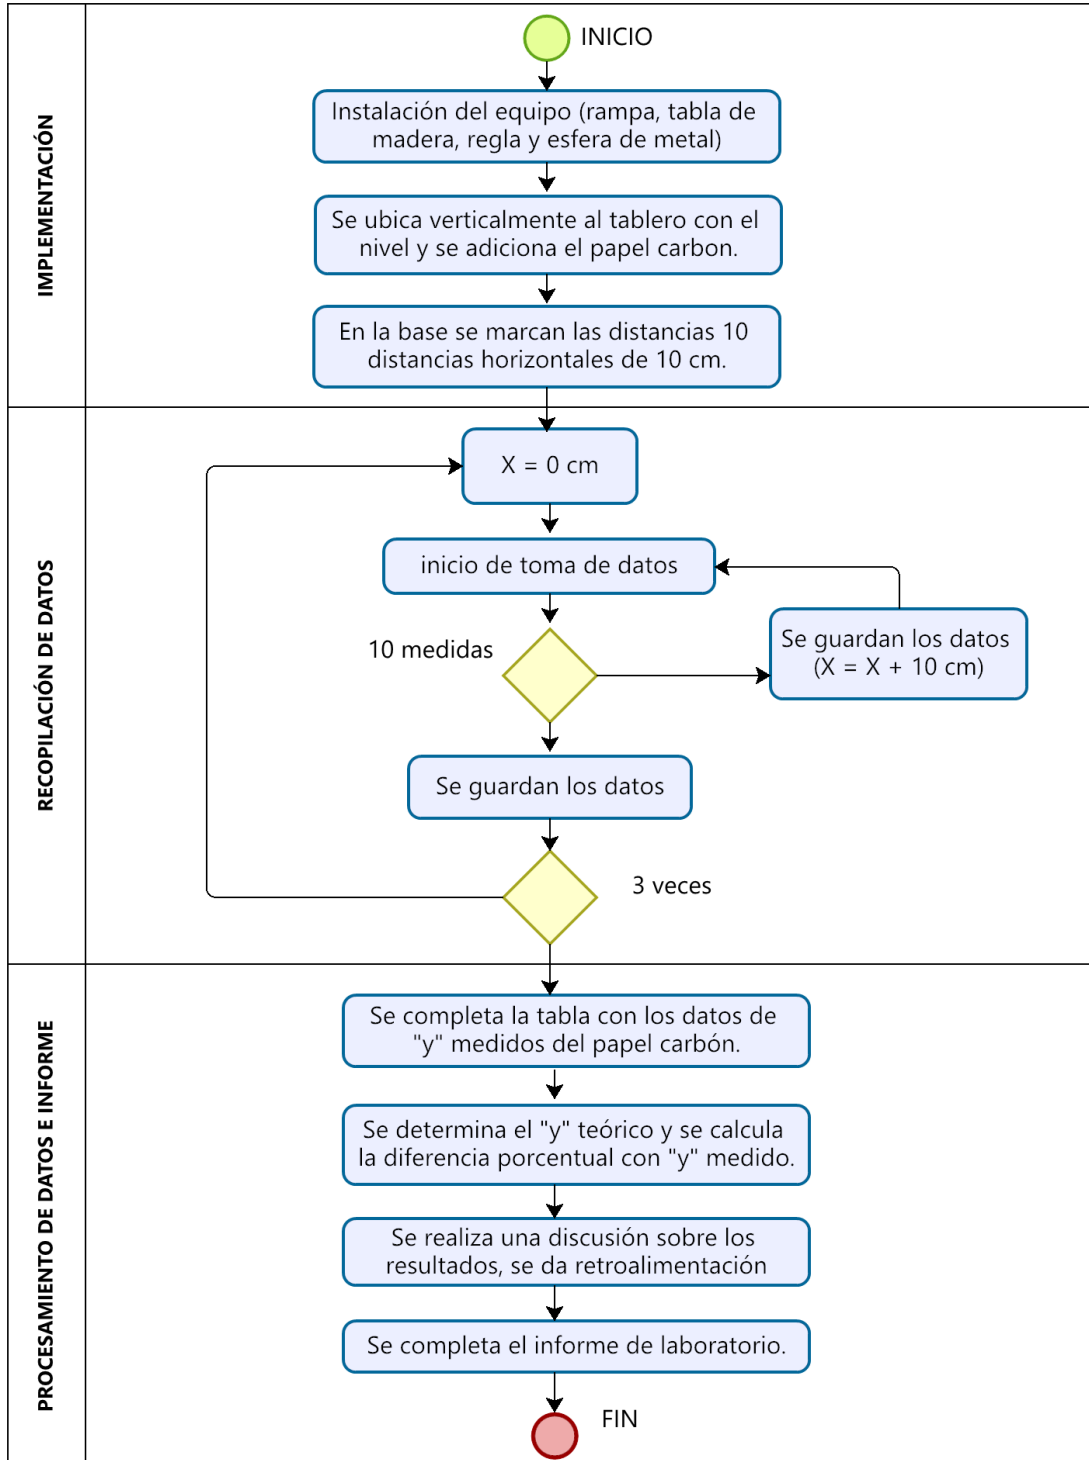 IMPLEMENTACIÓN
INICIO
Instalación del equipo (rampa, tabla de
madera, regla y esfera de metal)
Se ubica verticalmente al tablero con el
nivel y se adiciona el papel carbon.
En la base se marcan las distancias 10
distancias horizontales de 10 cm.
RECOPILACIÓN DE DATOS
X = 0 cm
inicio de toma de datos
10 medidas
Se guardan los datos
(X = X + 10 cm)
Se guardan los datos
3 veces
PROCESAMIENTO DE DATOS E INFORME
Se completa la tabla con los datos de
"y" medidos del papel carbón.
Se determina el "y" teórico y se calcula
la diferencia porcentual con "y" medido.
Se realiza una discusión sobre los
resultados, se da retroalimentación
Se completa el informe de laboratorio.
FIN